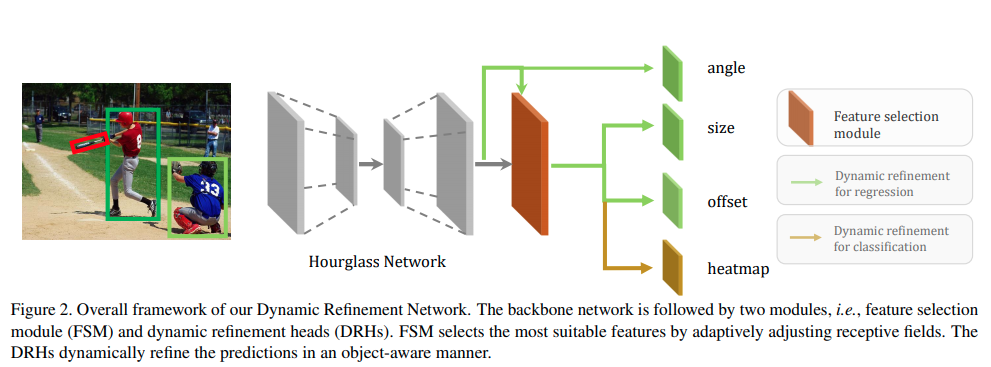 angle
size
offset
heatmap
Hourglass Network
Feature selection
module
Dynamic refinement
for regression
Dynamic refinement
for classification
33
Figure 2. Overall framework of our Dynamic Refinement Network. The backbone network is followed by two modules, i.e., feature selection
module (FSM) and dynamic refinement heads (DRHs). FSM selects the most suitable features by adaptively adjusting receptive fields. The
DRHs dynamically refine the predictions in an object-aware manner.